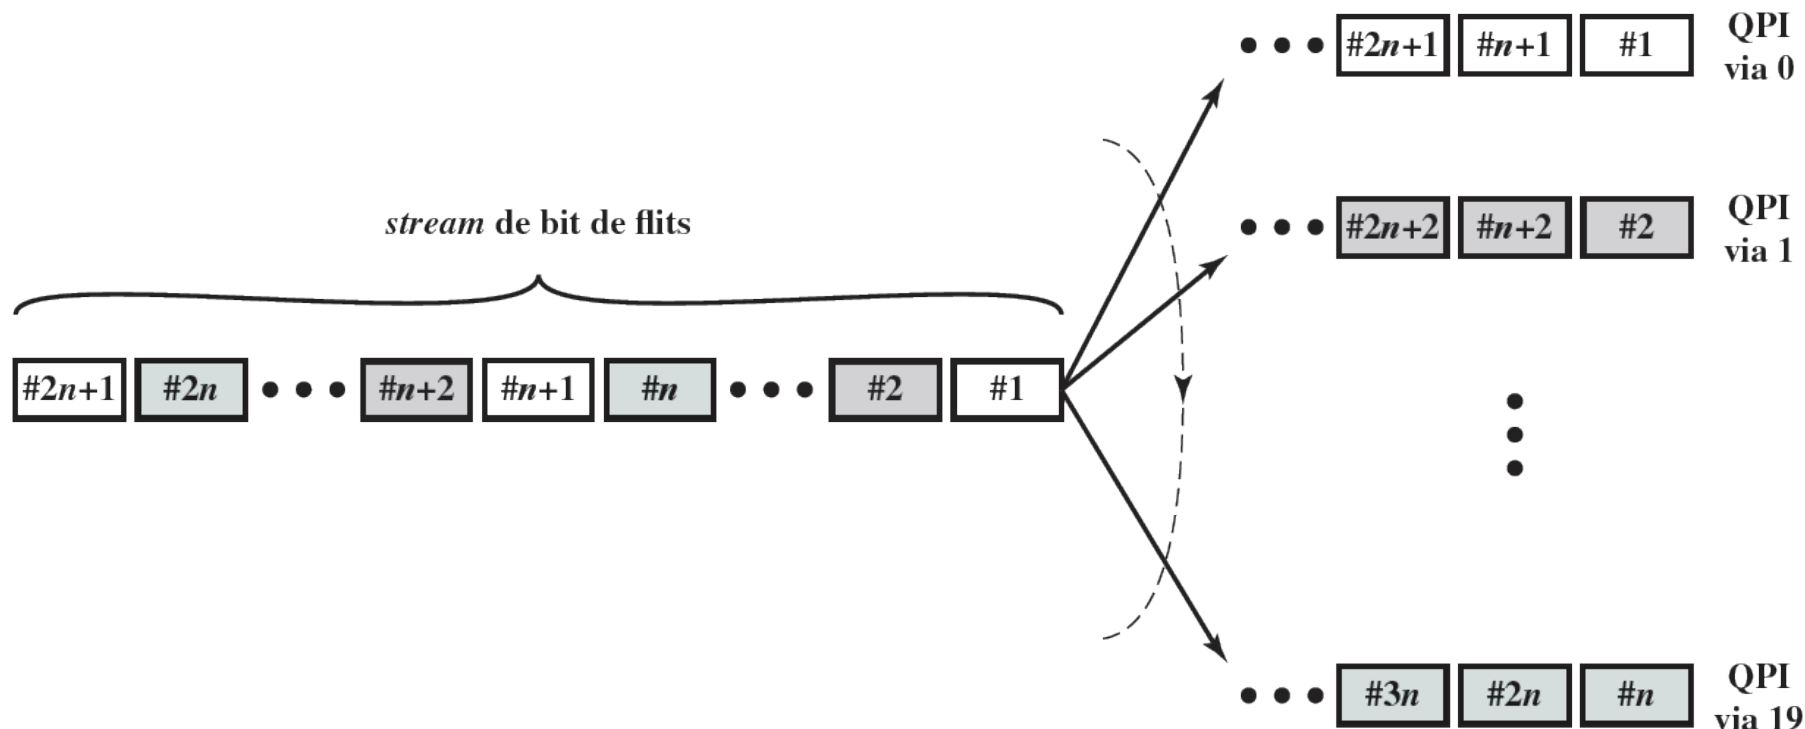 #2n+1 #n+1 #1
QPI
via 0
#2n+2 #n+2 #2
QPI
via 1
stream de bit de flits
#2n+1 #2n #n+2 #n+1 #n #2 #1
#3n #2n #n
QPI
via 19